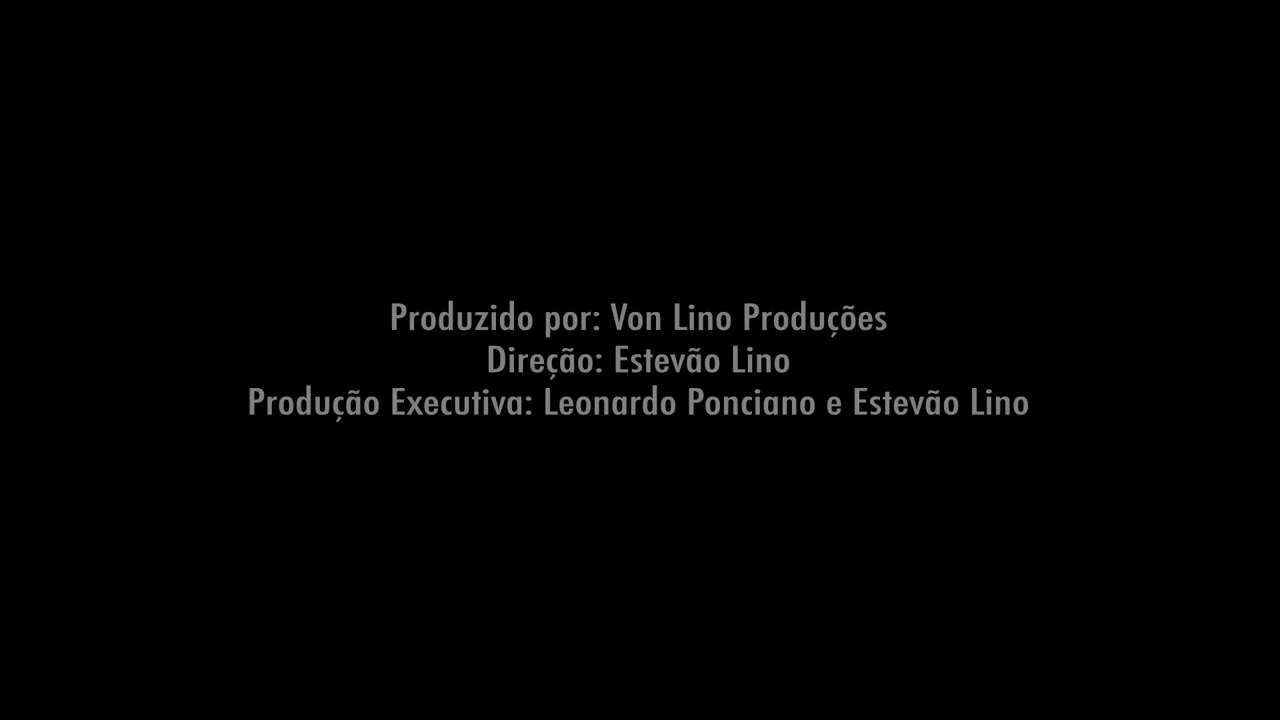 Produzido por: Von Lino Produções
Direção: Estevão Lino
Produção Executiva: Leonardo Ponciano e Estevão Lino